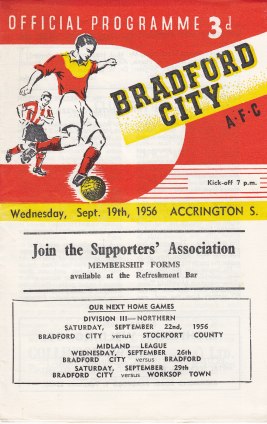 OFFICIAL PROGRAMME 3d
BRADFORD
CITY
A·F·C
Kick-off 7 p.m.
Wednesday, Sept. 19th, 1956 ACCRINGTON S.
Join the Supporters' Association
MEMBERSHIP FORMS
available at the Refreshment Bar
OUR NEXT HOME GAMES
DIVISION III—NORTHERN
SATURDAY, SEPTEMBER 22nd, 1956
BRADFORD CITY versus STOCKPORT COUNTY
MIDLAND LEAGUE
WEDNESDAY, SEPTEMBER 26th
BRADFORD CITY versus BRADFORD
SATURDAY, SEPTEMBER 29th
BRADFORD CITY versus WORKSOP TOWN